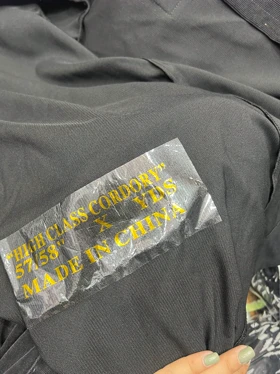 "HIGH CLASS CORDORY"
57/58" X YDS
MADE IN CHINA